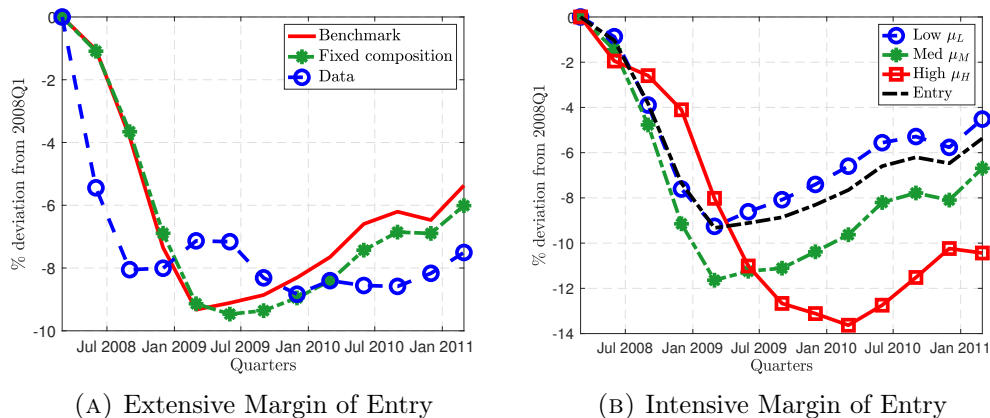 % deviation from 2008Q1
0
-2
-4
-6
-8
-10
Benchmark
Fixed composition
Data
Jul 2008 Jan 2009 Jul 2009 Jan 2010 Jul 2010 Jan 2011
Quarters
(A) Extensive Margin of Entry
% deviation from 2008Q1
0
-2
-4
-6
-8
-10
-12
-14
Low μL
Med μM
High μH
Entry
Jul 2008 Jan 2009 Jul 2009 Jan 2010 Jul 2010 Jan 2011
Quarters
(B) Intensive Margin of Entry